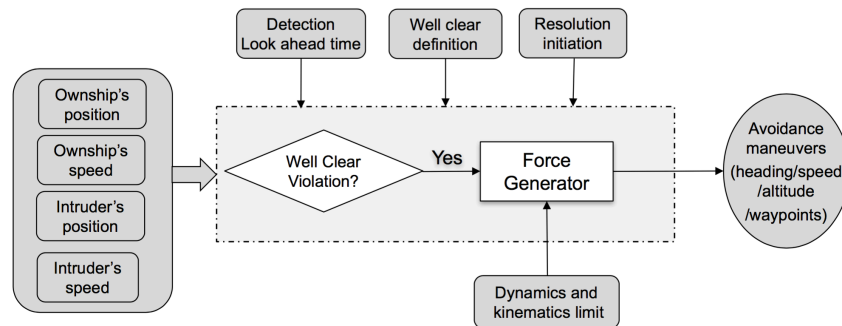 Detection
Look ahead time
Well clear
definition
Resolution
initiation
Ownship's
position
Ownship's
speed
Intruder's
position
Intruder's
speed
Well Clear
Violation?
Yes
Force
Generator
Avoidance
maneuvers
(heading/speed
/altitude
/waypoints)
Dynamics and
kinematics limit